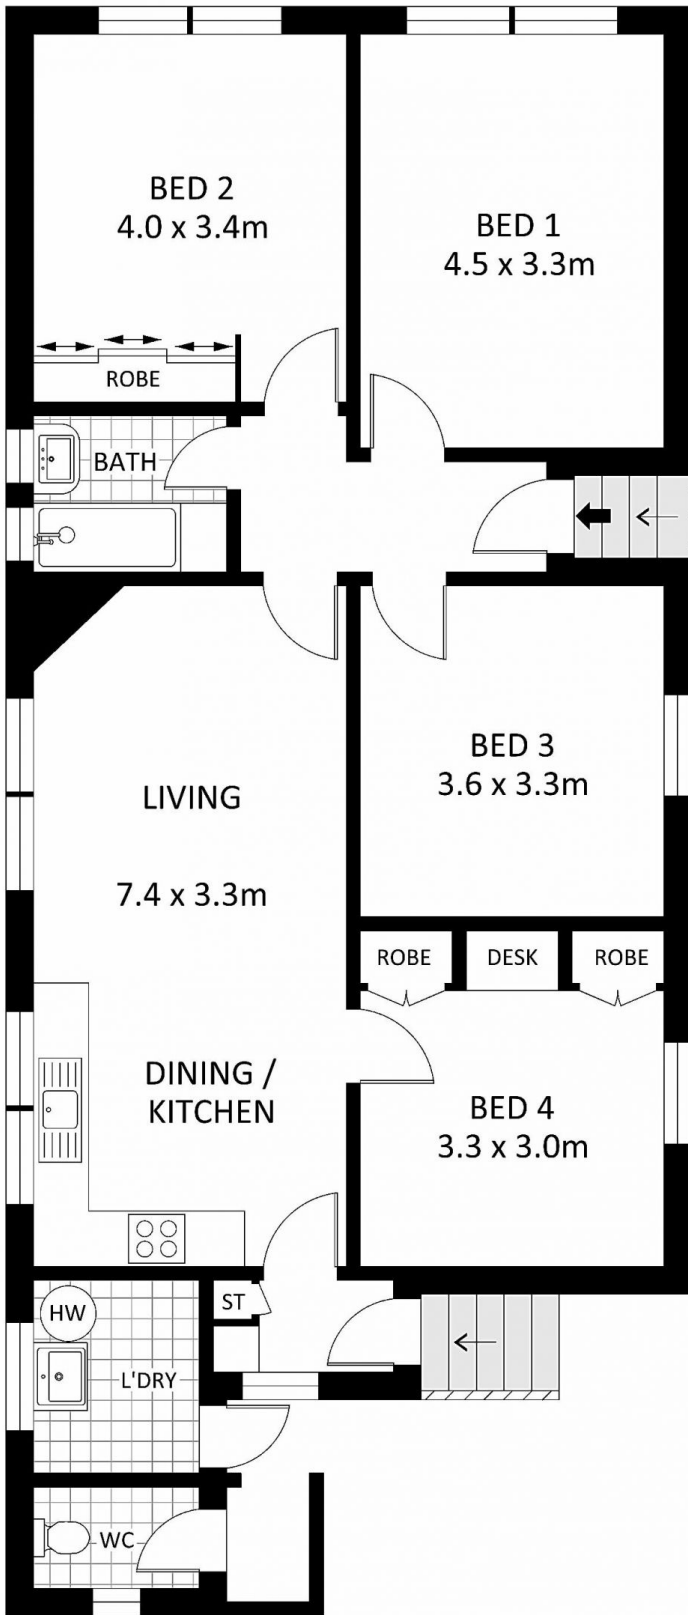 BED 2
4.0 x 3.4m
BED 1
4.5 x 3.3m
ROBE
BATH
LIVING
7.4 x 3.3m
BED 3
3.6 x 3.3m
ROBE
DESK
ROBE
DINING /
KITCHEN
BED 4
3.3 x 3.0m
HW
ST
L'DRY
WC